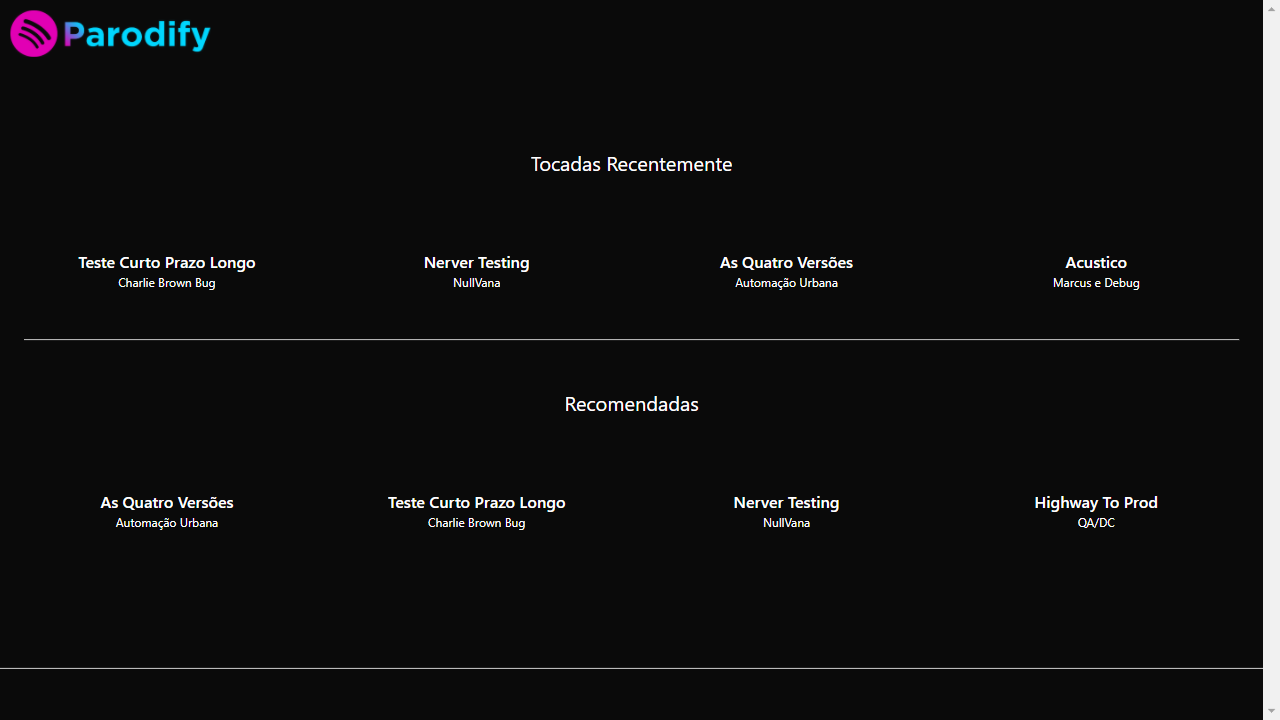 Parodify
Tocadas Recentemente
Teste Curto Prazo Longo
Charlie Brown Bug
Nerver Testing
NullVana
As Quatro Versões
Automação Urbana
Acustico
Marcus e Debug
Recomendadas
As Quatro Versões
Automação Urbana
Teste Curto Prazo Longo
Charlie Brown Bug
Nerver Testing
NullVana
Highway To Prod
QA/DC